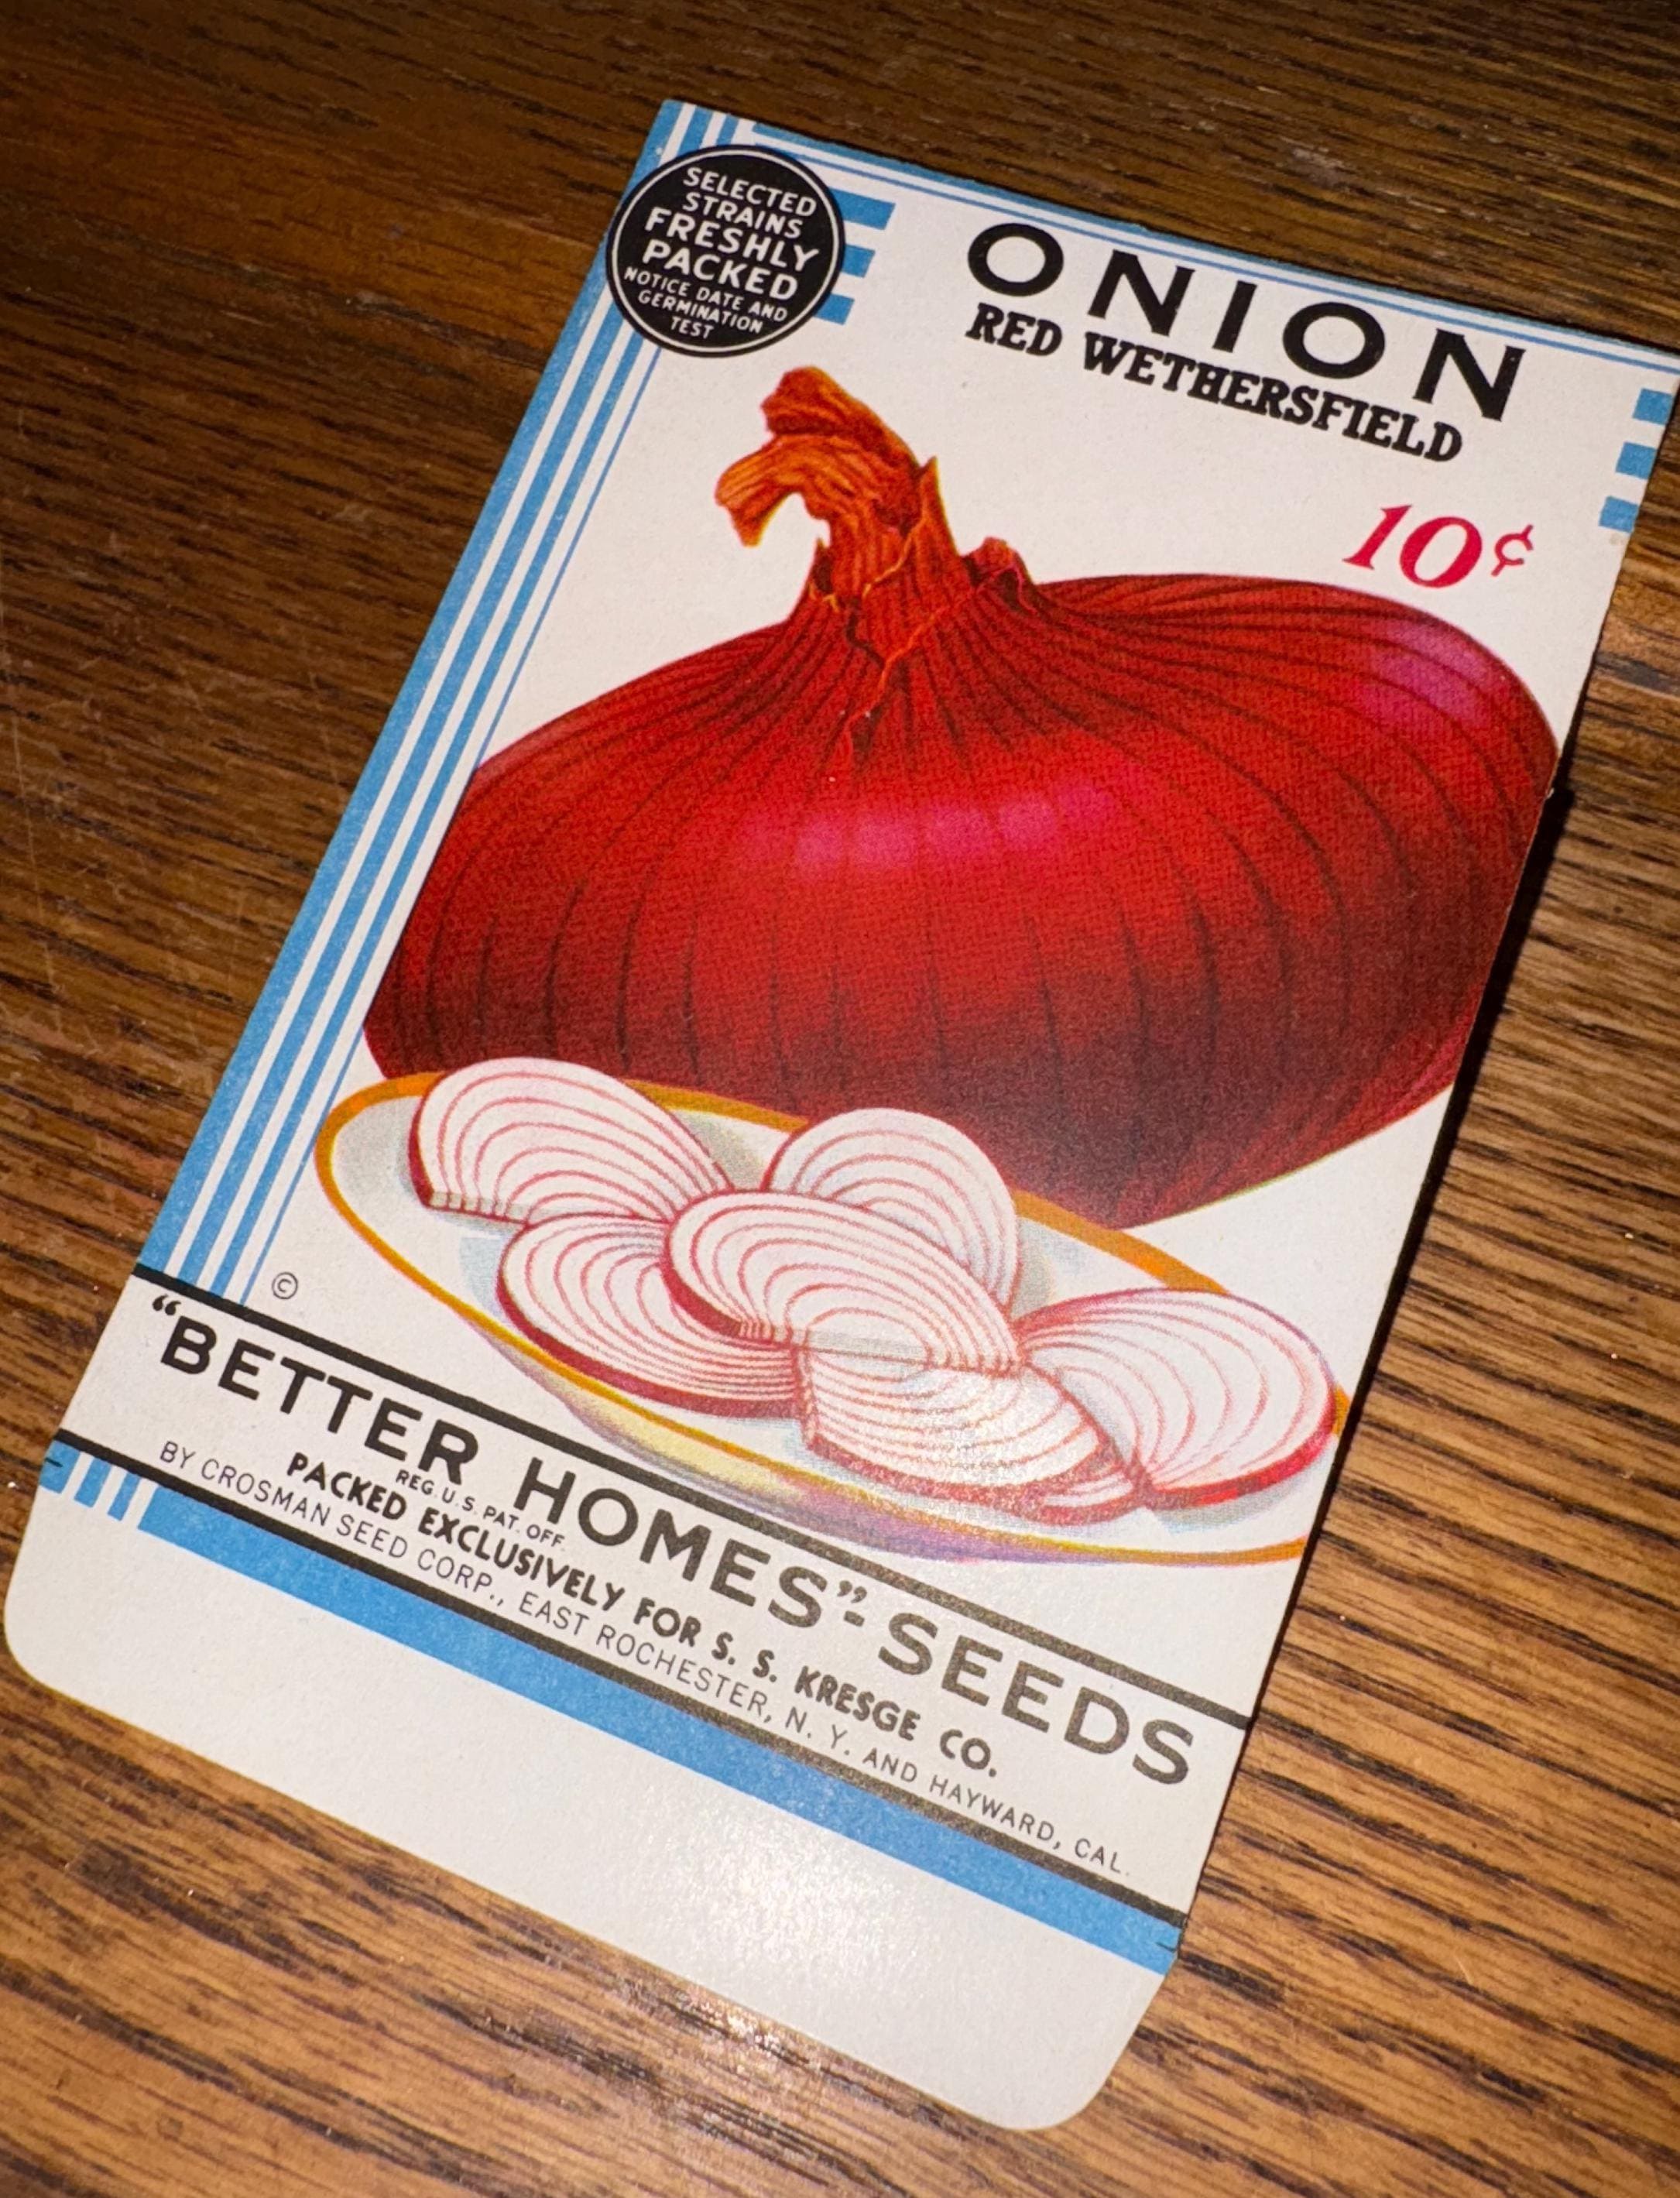 SELECTED
STRAINS
FRESHLY
PACKED
NOTICE DATE AND
GERMINATION
TEST
ONION
RED WETHERSFIELD
10¢
©
"BETTER HOMES"-SEEDS
REG. U.S. PAT. OFF.
PACKED EXCLUSIVELY FOR S. S. KRESGE CO.
BY CROSMAN SEED CORP., EAST ROCHESTER, N. Y. AND HAYWARD, CAL.